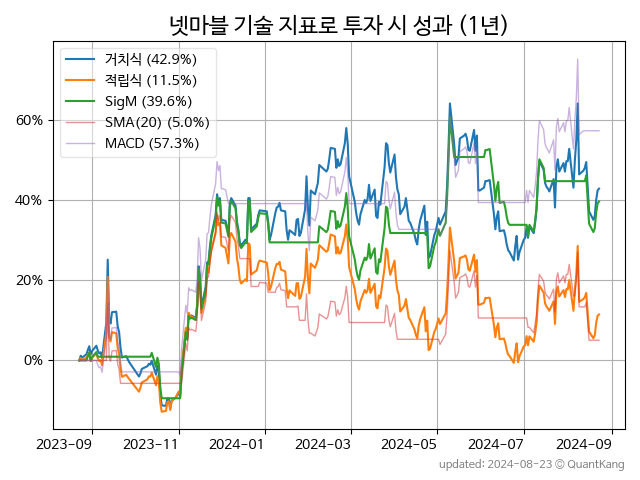 넷마블 기술 지표로 투자 시 성과 (1년)
거치식 (42.9%)
적립식 (11.5%)
SigM (39.6%)
SMA(20) (5.0%)
MACD (57.3%)
60%
40%
20%
0%
2023-09 2023-11 2024-01 2024-03 2024-05 2024-07 2024-09
updated: 2024-08-23 ⓒ QuantKang